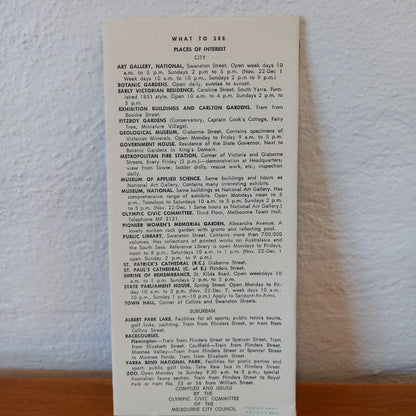 WHAT TO SEE
PLACES OF INTEREST
CITY
ART GALLERY, NATIONAL, Swanston Street. Open week days 10
a.m. to 5 p.m. Sundays 2 p.m to 5 p.m. (Nov. 22-Dec 1
Week days 10 a.m. to 10 p.m., Sundays 2 p.m to 9 p.m.)
BOTANIC GARDENS. Open daily, sunrise to sunset.
EARLY VICTORIAN RESIDENCE, Caroline Street, South Yarra. Fur-
nished 1851 style. Open 10 a.m. to 4 p.m., Sundays 2 p.m. to
5 p.m.
EXHIBITION BUILDINGS AND CARLTON GARDENS. Tram from
Bourke Street.
FITZROY GARDENS (Conservatory, Captain Cook's Cottage, Fairy
Tree, Miniature Village).
GEOLOGICAL MUSEUM, Gisborne Street, Contains specimens of
Victorian Minerals. Open Monday to Friday 9 a.m. to 5 p.m.
GOVERNMENT HOUSE. Residence of the State Governor. Next to
Botanic Gardens in King's Domain.
METROPOLITAN FIRE STATION, Corner of Victoria and Gisborne
Streets. Every Friday (2 p.m.)—demonstration at Headquarters,
view from Tower; ladder drills; rescue work, etc.; inspection
daily.
MUSEUM OF APPLIED SCIENCE. Same buildings and hours as
National Art Gallery. Contains many interesting exhibits.
MUSEUM, NATIONAL. Same buildings as National Art Gallery. Has
comprehensive range of exhibits. Open Mondays 10 to 5
p.m., Tuesdays to Saturdays 10 a.m. to 5 p.m., Sundays 2 p.m.
to 5 p.m. (Nov. 22-Dec. 1 Same hours as National Art Gallery.)
OLYMPIC CIVIC COMMITTEE. Third Floor, Melbourne Town Hall,
Telephone MF 2121.
PIONEER WOMEN'S MEMORIAL GARDEN, Alexandra Avenue. A
lovely sunken rock garden with grotto and reflecting pool.
PUBLIC LIBRARY, Swanston Street. Contains more than 700,000
volumes. Has collections of printed works on Australasia and
the South Seas. Reference Library is open Mondays to Fridays,
noon to 8 p.m., Saturdays 10 a.m. to 1 p.m. (Nov. 22-Dec. 1,
open Sunday 2 p.m. to 9 p.m.)
ST. PATRICK'S CATHEDRAL (R.C.) Gisborne Street.
ST. PAUL'S CATHEDRAL (C. of E.) Flinders Street.
SHRINE OF REMEMBRANCE, St. Kilda Road. Open weekdays 10
a.m. to 5 p.m. Sundays 2 p.m. to 5 p.m.
STATE PARLIAMENT HOUSE, Spring Street. Open Monday to Fri-
day 10 a.m. to 3 p.m. (Nov. 22-Dec. 7, week days 10 a.m. -
10 p.m., Sunday 1 p.m.-10 p.m.) Apply to Serjeant-At-Arms.
TOWN HALL, Corner of Collins and Swanston Streets.
SUBURBAN
ALBERT PARK LAKE. Facilities for all sports, public tennis courts,
golf links, yachting. Train from Flinders Street, or tram from
Collins Street.
RACECOURSES.
Flemington—Train from Flinders Street or Spencer Street, Tram
from Elizabeth Street. Caulfield—Train from Flinders Street.
Moonee Valley—Train from Flinders Street or Spencer Street
to Moonee Ponds. Tram from Elizabeth Street.
YARRA BEND NATIONAL PARK. Facilities for picnic parties and
sport; public golf links. Take Kew bus from Flinders Street.
ZOO. Open Monday to Sunday 9.30 a.m. to 5 p.m.; special
Australian fauna section. Train from Flinders Street to Royal
Park or tram No. 55 or 56 from William Street.
COMPILED AND ISSUED
BY THE
OLYMPIC CIVIC COMMITTEE
OF THE
MELBOURNE CITY COUNCIL